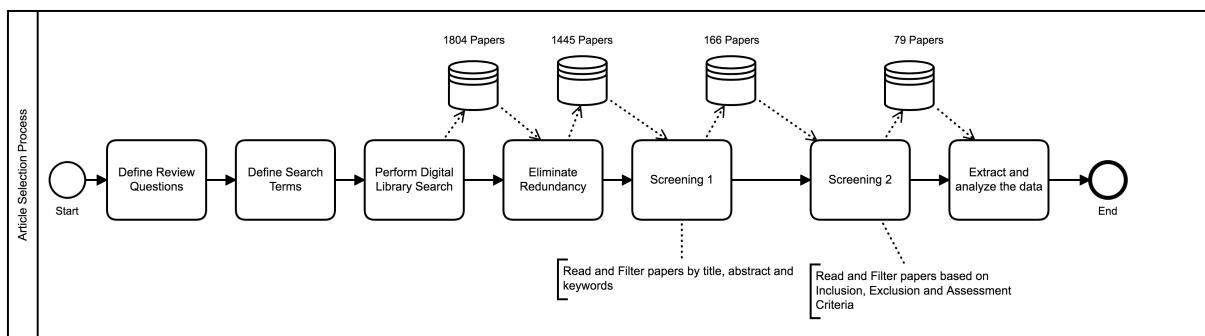 Article Selection Process
1804 Papers
1445 Papers
166 Papers
79 Papers
Start
Define Review
Questions
Define Search
Terms
Perform Digital
Library Search
Eliminate
Redundancy
Screening 1
Screening 2
Extract and
analyze the data
End
Read and Filter papers by title, abstract and
keywords
Read and Filter papers based on
Inclusion, Exclusion and Assessment
Criteria